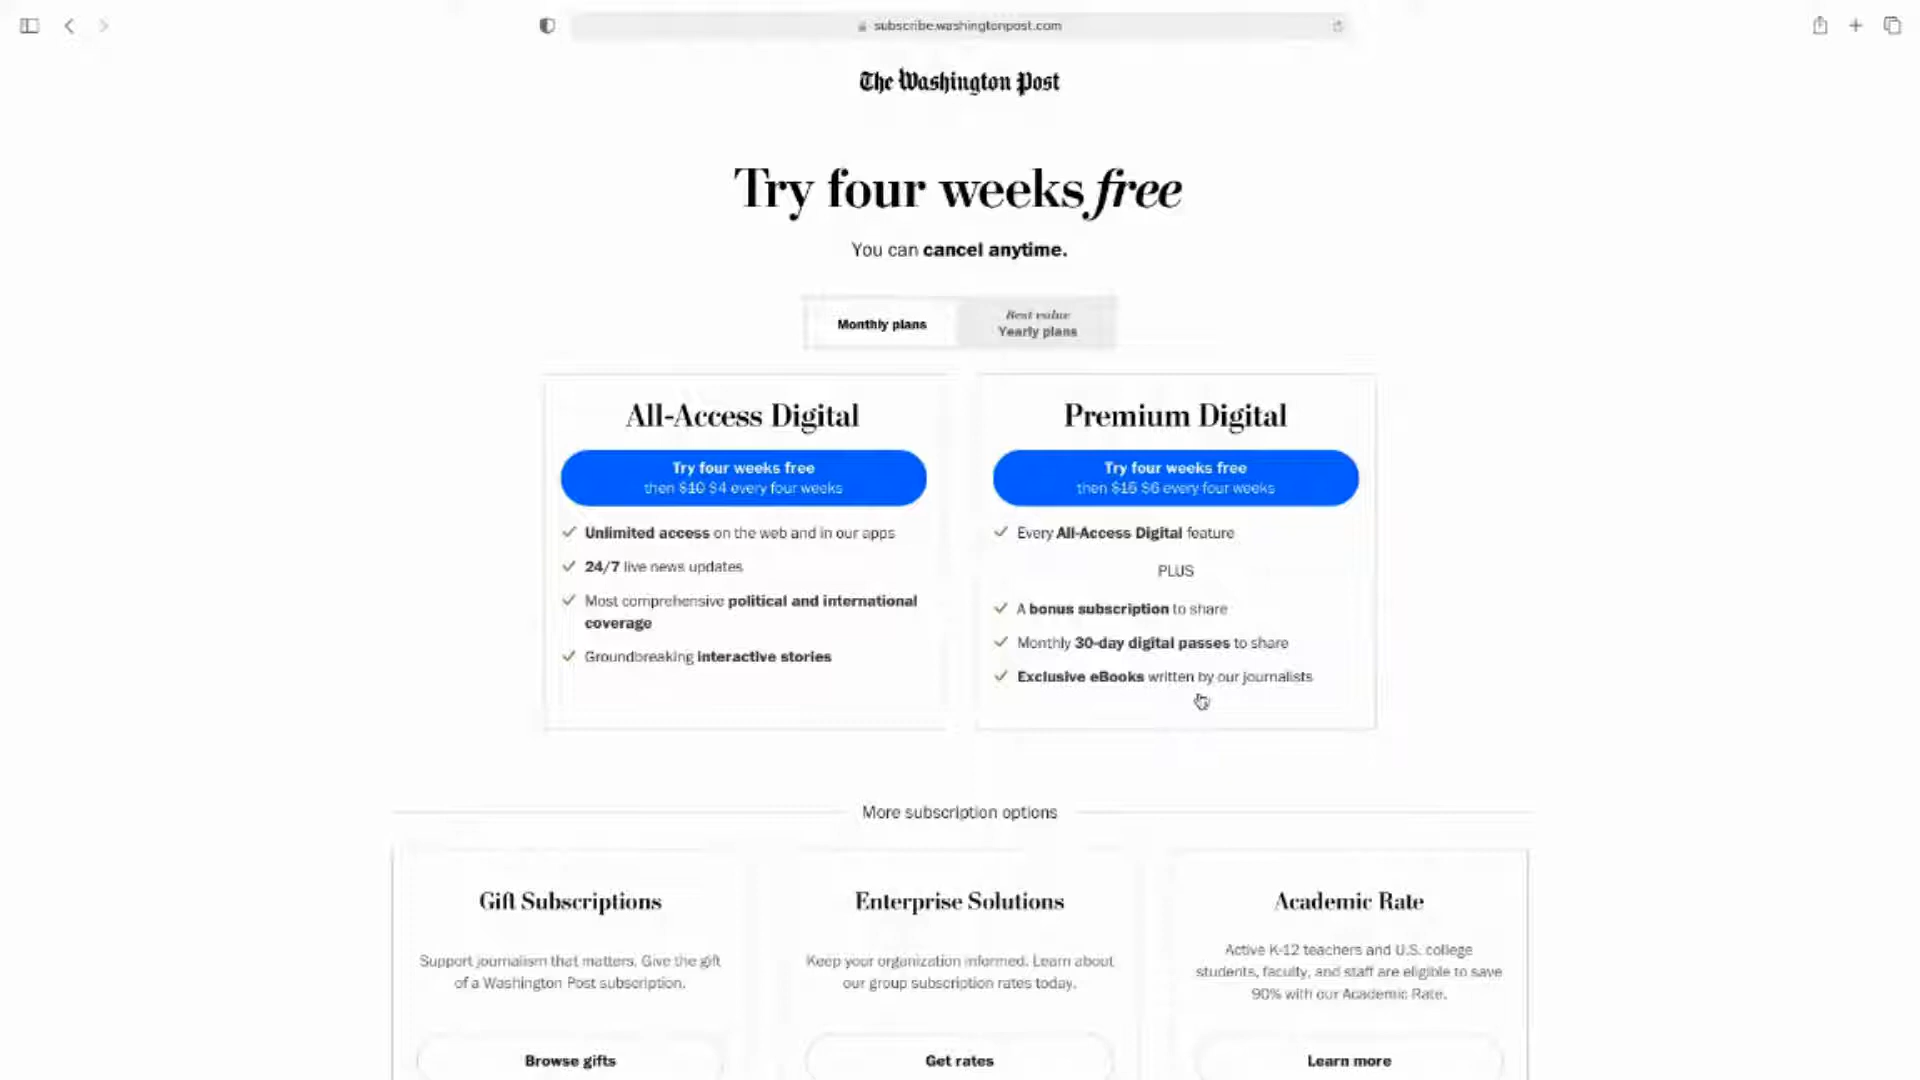 subscribe.washingtonpost.com
The Washington Post
Try four weeks free
You can cancel anytime.
Monthly plans
Best value
Yearly plans
All-Access Digital
Try four weeks free
then $10 $4 every four weeks
Unlimited access on the web and in our apps
24/7 live news updates
Most comprehensive political and international
coverage
Groundbreaking interactive stories
Premium Digital
Try four weeks free
then $15 $6 every four weeks
Every All-Access Digital feature
PLUS
A bonus subscription to share
Monthly 30-day digital passes to share
Exclusive eBooks written by our journalists
More subscription options
Gift Subscriptions
Support journalism that matters. Give the gift
of a Washington Post subscription.
Browse gifts
Enterprise Solutions
Keep your organization informed. Learn about
our group subscription rates today.
Get rates
Academic Rate
Active K-12 teachers and U.S. college
students, faculty, and staff are eligible to save
90% with our Academic Rate.
Learn more